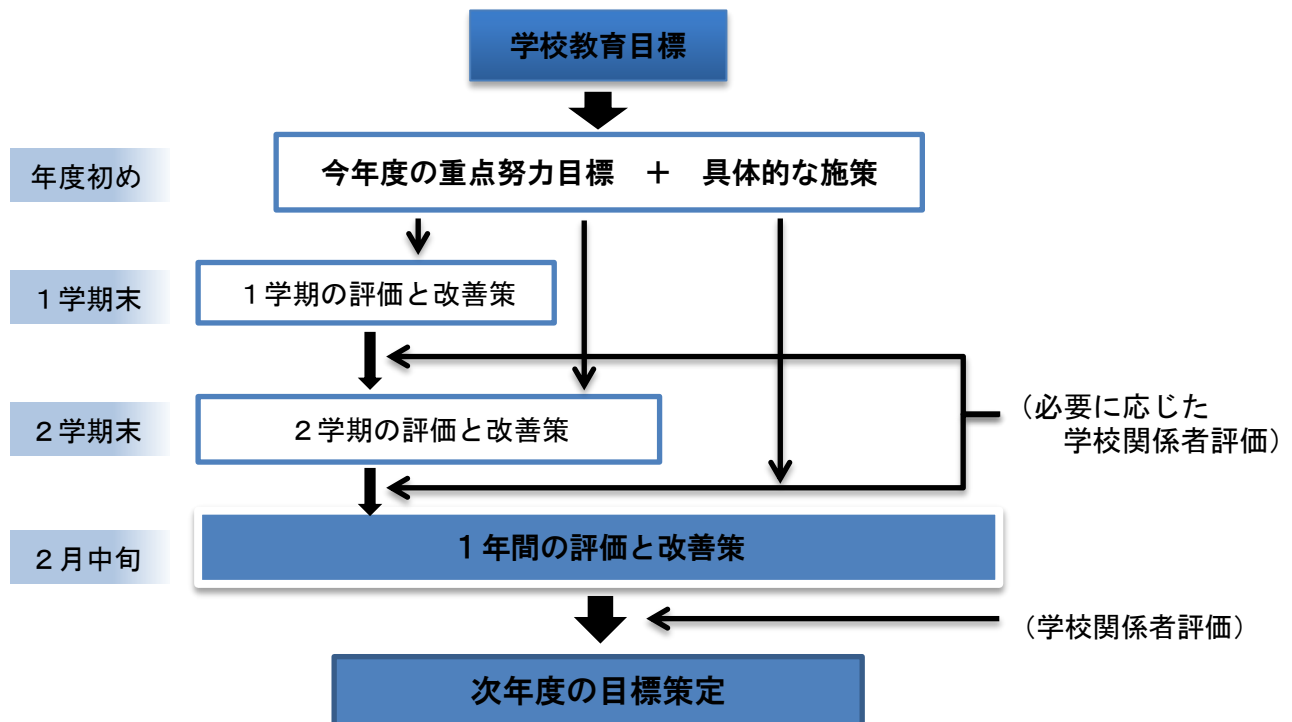 学校教育目標
年度初め
今年度の重点努力目標　＋　具体的な施策
１学期末
１学期の評価と改善策
２学期末
２学期の評価と改善策
（必要に応じた
学校関係者評価）
２月中旬
１年間の評価と改善策
（学校関係者評価）
次年度の目標策定